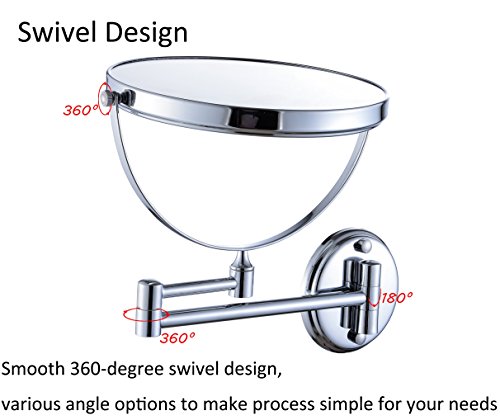 Swivel Design
360°
180°
360°
Smooth 360-degree swivel design,
various angle options to make process simple for your needs